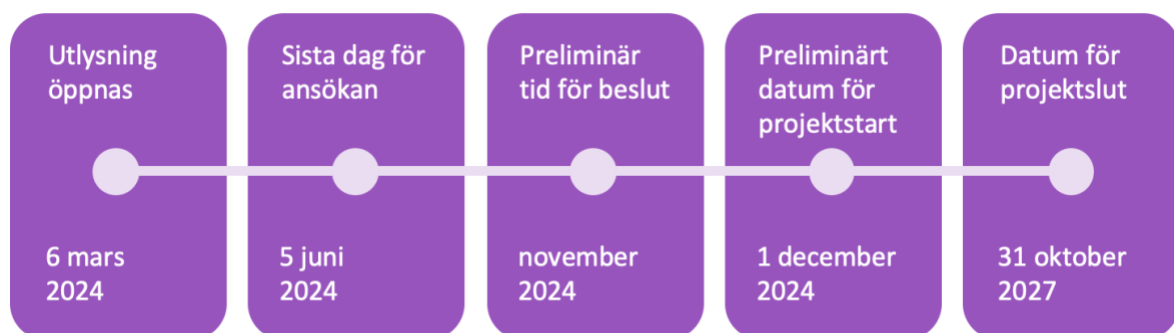 Utlysning
öppnas
6 mars
2024
Sista dag för
ansökan
5 juni
2024
Preliminär
tid för beslut
november
2024
Preliminärt
datum för
projektstart
1 december
2024
Datum för
projektslut
31 oktober
2027